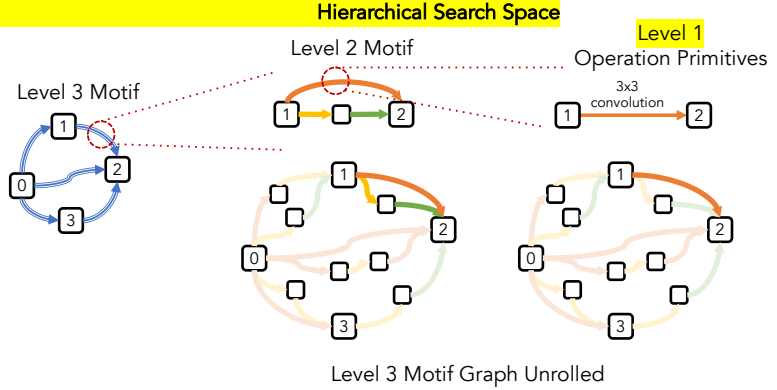 Hierarchical Search Space
Level 2 Motif
Level 1
Operation Primitives
Level 3 Motif
3x3
convolution
1
2
1
2
1
2
0
3
1
2
0
3
1
2
0
3
Level 3 Motif Graph Unrolled